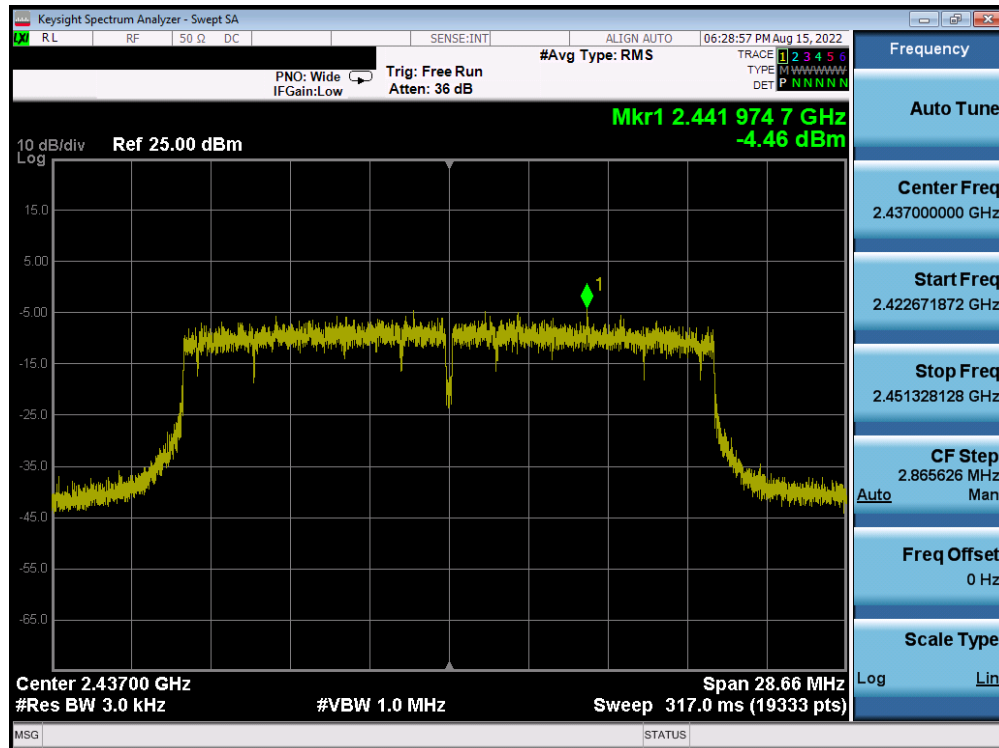 Keysight Spectrum Analyzer - Swept SA
LXI RL RF 50 Ω DC SENSE:INT ALIGN AUTO 06:28:57 PM Aug 15, 2022
#Avg Type: RMS TRACE 1 2 3 4 5 6
PNO: Wide Trig: Free Run TYPE M WWWWW
IFGain:Low Atten: 36 dB DET P N N N N N
Mkr1 2.441 974 7 GHz
-4.46 dBm
10 dB/div Ref 25.00 dBm
Log
15.0
5.00
1
-5.00
-15.0
-25.0
-35.0
-45.0
-55.0
-65.0
Center 2.43700 GHz Span 28.66 MHz
#Res BW 3.0 kHz #VBW 1.0 MHz Sweep 317.0 ms (19333 pts)
MSG STATUS
Frequency
Auto Tune
Center Freq
2.437000000 GHz
Start Freq
2.422671872 GHz
Stop Freq
2.451328128 GHz
CF Step
2.865626 MHz
Auto Man
Freq Offset
0 Hz
Scale Type
Log Lin